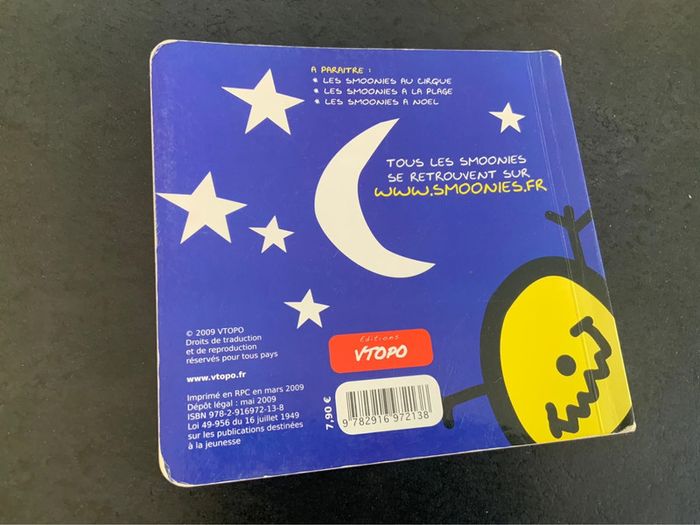 A PARAITRE :
* LES SMOONIES AU CIRQUE
* LES SMOONIES A LA PLAGE
* LES SMOONIES A NOEL
TOUS LES SMOONIES
SE RETROUVENT SUR
WWW.SMOONIES.FR
© 2009 VTOPO
Droits de traduction
et de reproduction
réservés pour tous pays
www.vtopo.fr
Imprimé en RPC en mars 2009
Dépôt légal : mai 2009
ISBN 978-2-916972-13-8
Loi 49-956 du 16 juillet 1949
sur les publications destinées
à la jeunesse
Editions
VTOPO
7,90 €
9 782916 972138